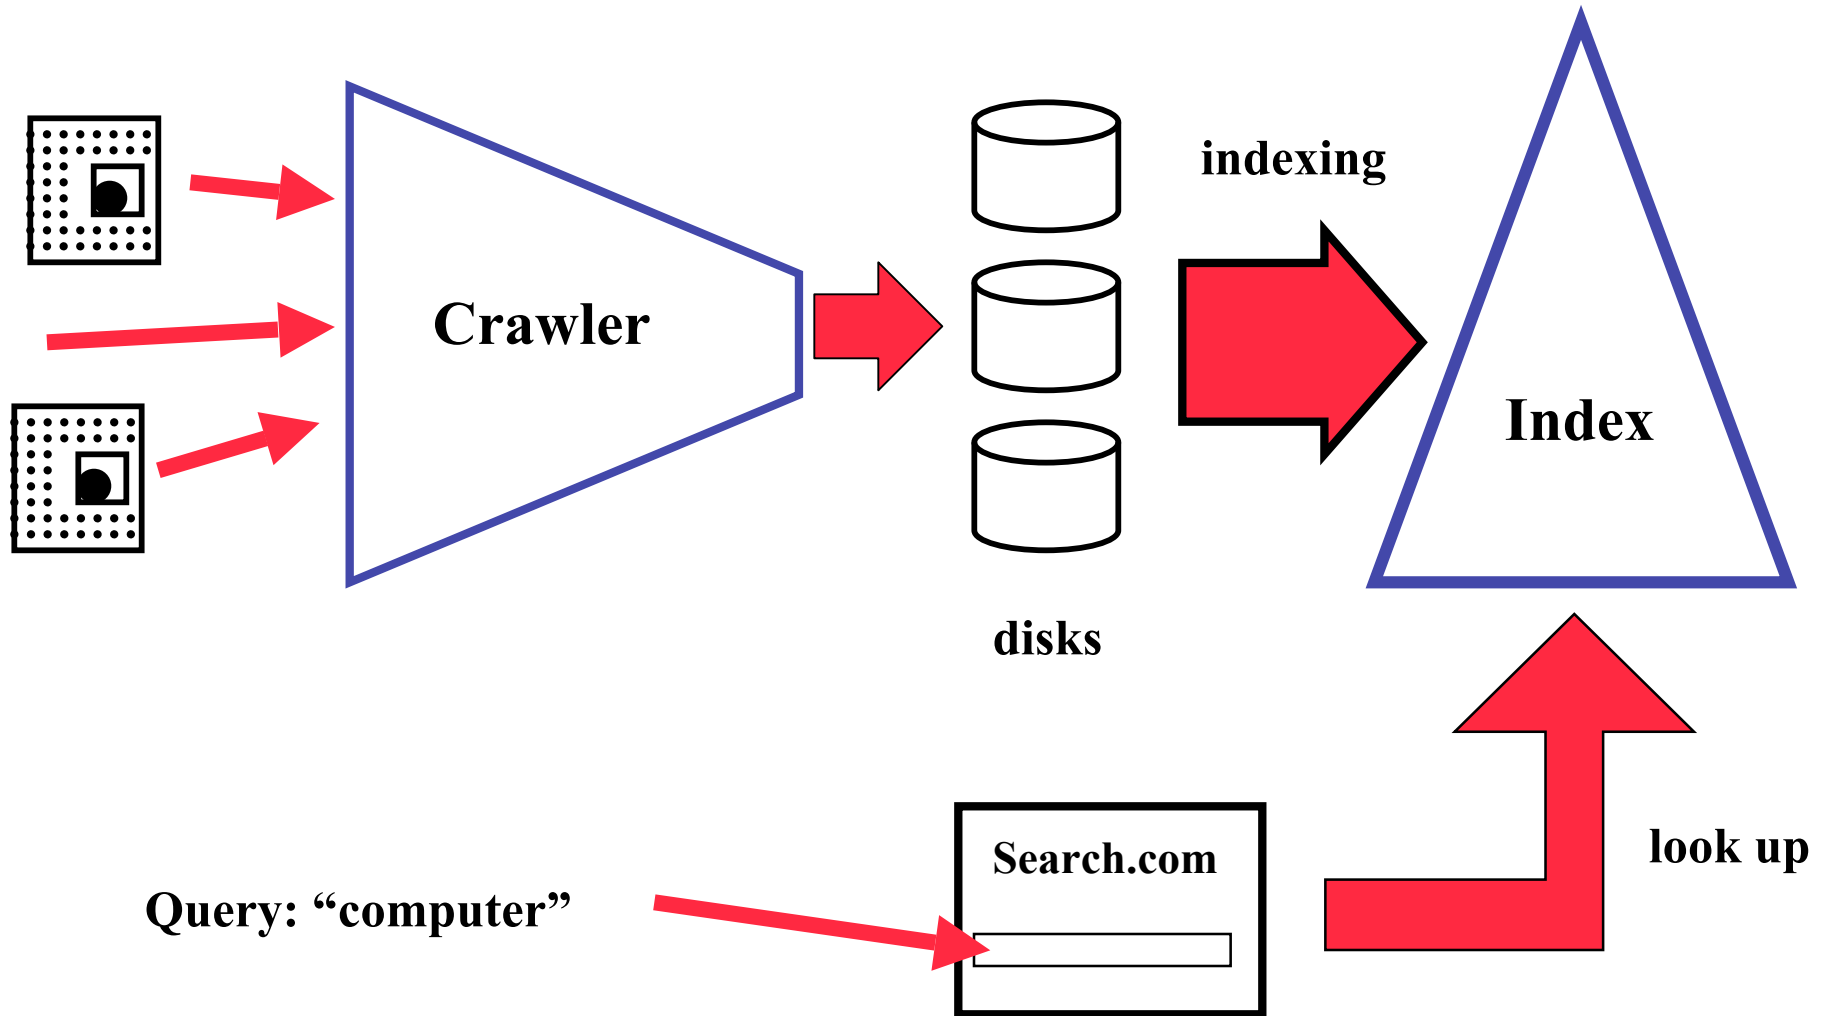 indexing
Crawler
Index
disks
Search.com
look up
Query: “computer”